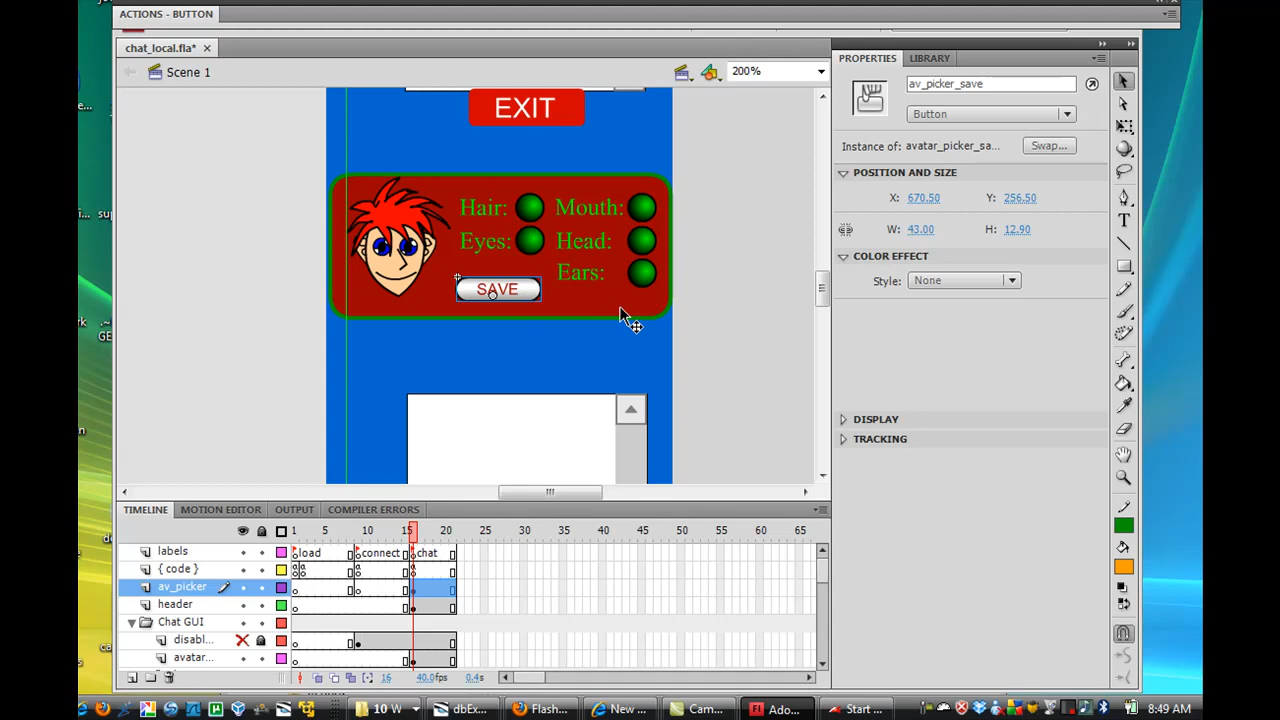 ACTIONS - BUTTON
chat_local.fla*
Scene 1
200%
EXIT
Hair:
Mouth:
Eyes:
Head:
Ears:
SAVE
PROPERTIES
LIBRARY
av_picker_save
Button
Instance of: avatar_picker_sa...
Swap...
POSITION AND SIZE
X: 670.50
Y: 256.50
W: 43.00
H: 12.90
COLOR EFFECT
Style: None
DISPLAY
TRACKING
TIMELINE
MOTION EDITOR
OUTPUT
COMPILER ERRORS
1 5 10 15 20 25 30 35 40 45 50 55 60 65
labels
load
connect
chat
{ code }
av_picker
header
Chat GUI
disabl...
avatar...
16
40.0fps
0.4s
10 W
dbEx...
Flash...
New ...
Cam...
Ado...
Start ...
8:49 AM